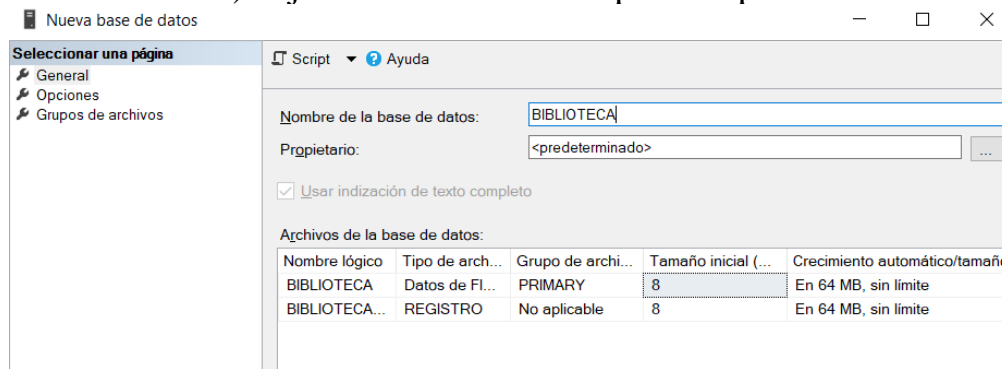 Nueva base de datos
Seleccionar una página
General
Opciones
Grupos de archivos
Script Ayuda
Nombre de la base de datos: BIBLIOTECA
Propietario: <predeterminado> ...
Usar indización de texto completo
Archivos de la base de datos:
Nombre lógico Tipo de arch... Grupo de archi... Tamaño inicial (... Crecimiento automático/tamaño
BIBLIOTECA Datos de FI... PRIMARY 8 En 64 MB, sin límite
BIBLIOTECA... REGISTRO No aplicable 8 En 64 MB, sin límite